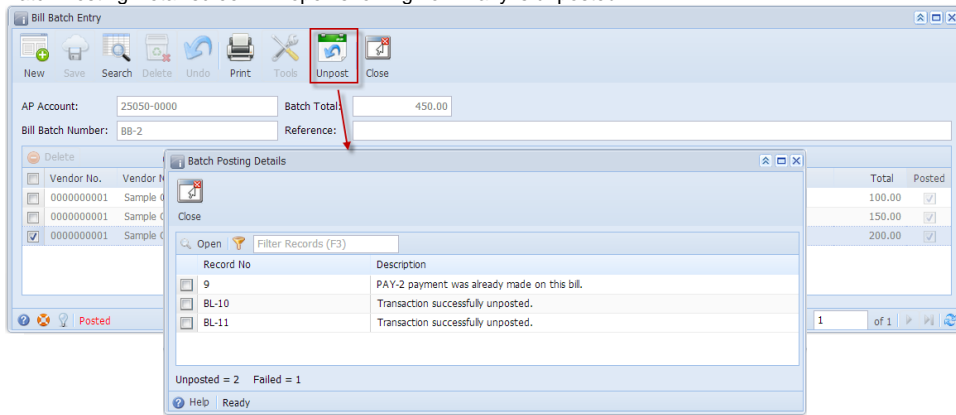 Bill Batch Entry
New Save Search Delete Undo Print Tools Unpost Close
AP Account: 25050-0000 Batch Total: 450.00
Bill Batch Number: BB-2 Reference:
Delete
Vendor No. Vendor Total Posted
0000000001 Sample 100.00
0000000001 Sample 150.00
0000000001 Sample 200.00
Posted 1 of 1
Batch Posting Details
Close
Open Filter Records (F3)
Record No Description
9 PAY-2 payment was already made on this bill.
BL-10 Transaction successfully unposted.
BL-11 Transaction successfully unposted.
Unposted = 2 Failed = 1
Help Ready